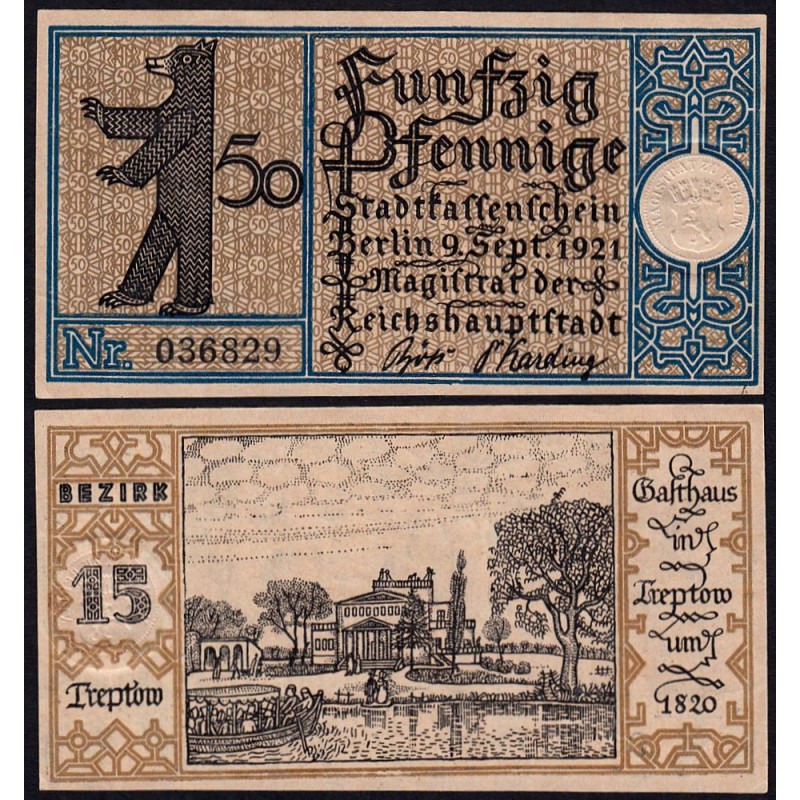 50
Funfzig
Pfennige
Stadtkassenschein
Berlin 9. Sept. 1921
Magistrat der
Reichshauptstadt
Nr. 036829
BEZIRK
15
Treptow
Gasthaus
in
Treptow
um
1820